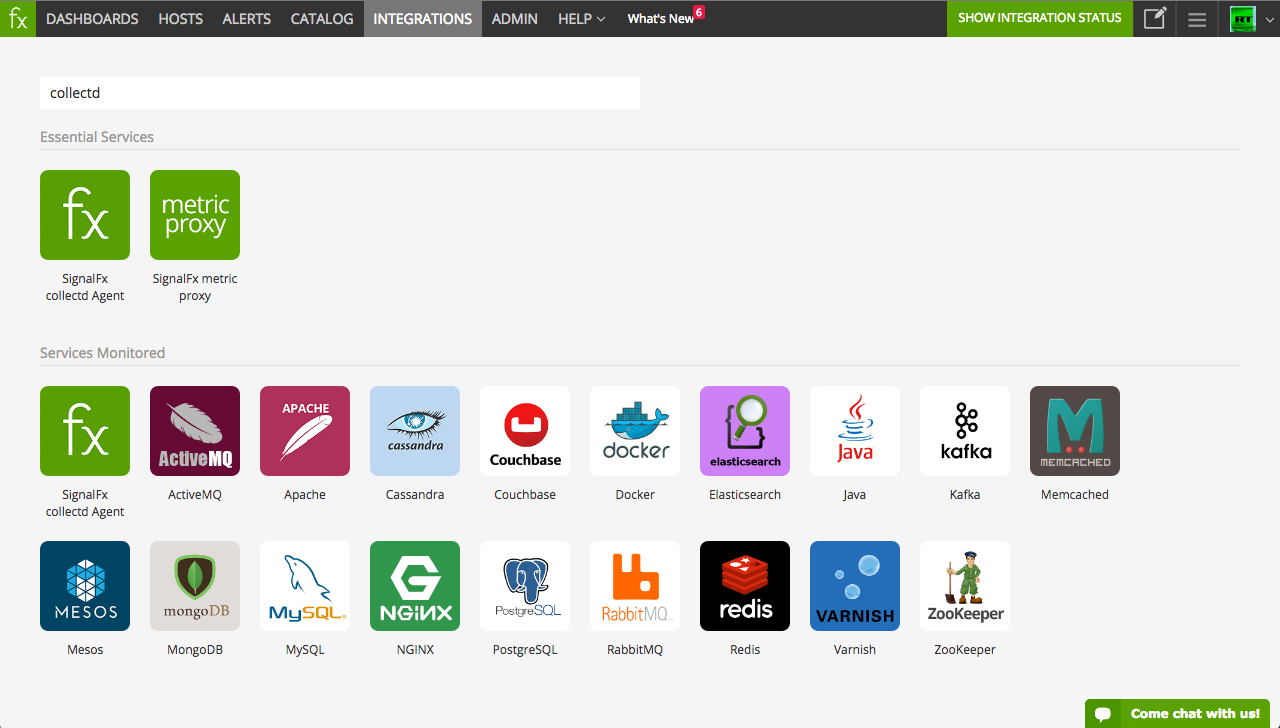 fx DASHBOARDS HOSTS ALERTS CATALOG INTEGRATIONS ADMIN HELP What's New 6 SHOW INTEGRATION STATUS RT
collectd
Essential Services
fx metric proxy
SignalFx collectd Agent
SignalFx metric proxy
Services Monitored
fx ActiveMQ APACHE cassandra Couchbase docker elasticsearch Java kafka MEMCACHED
SignalFx collectd Agent
ActiveMQ Apache Cassandra Couchbase Docker Elasticsearch Java Kafka Memcached
MESOS mongoDB MySQL NGiNX PostgreSQL RabbitMQ redis VARNISH ZooKeeper
Mesos MongoDB MySQL NGINX PostgreSQL RabbitMQ Redis Varnish ZooKeeper
Come chat with us!